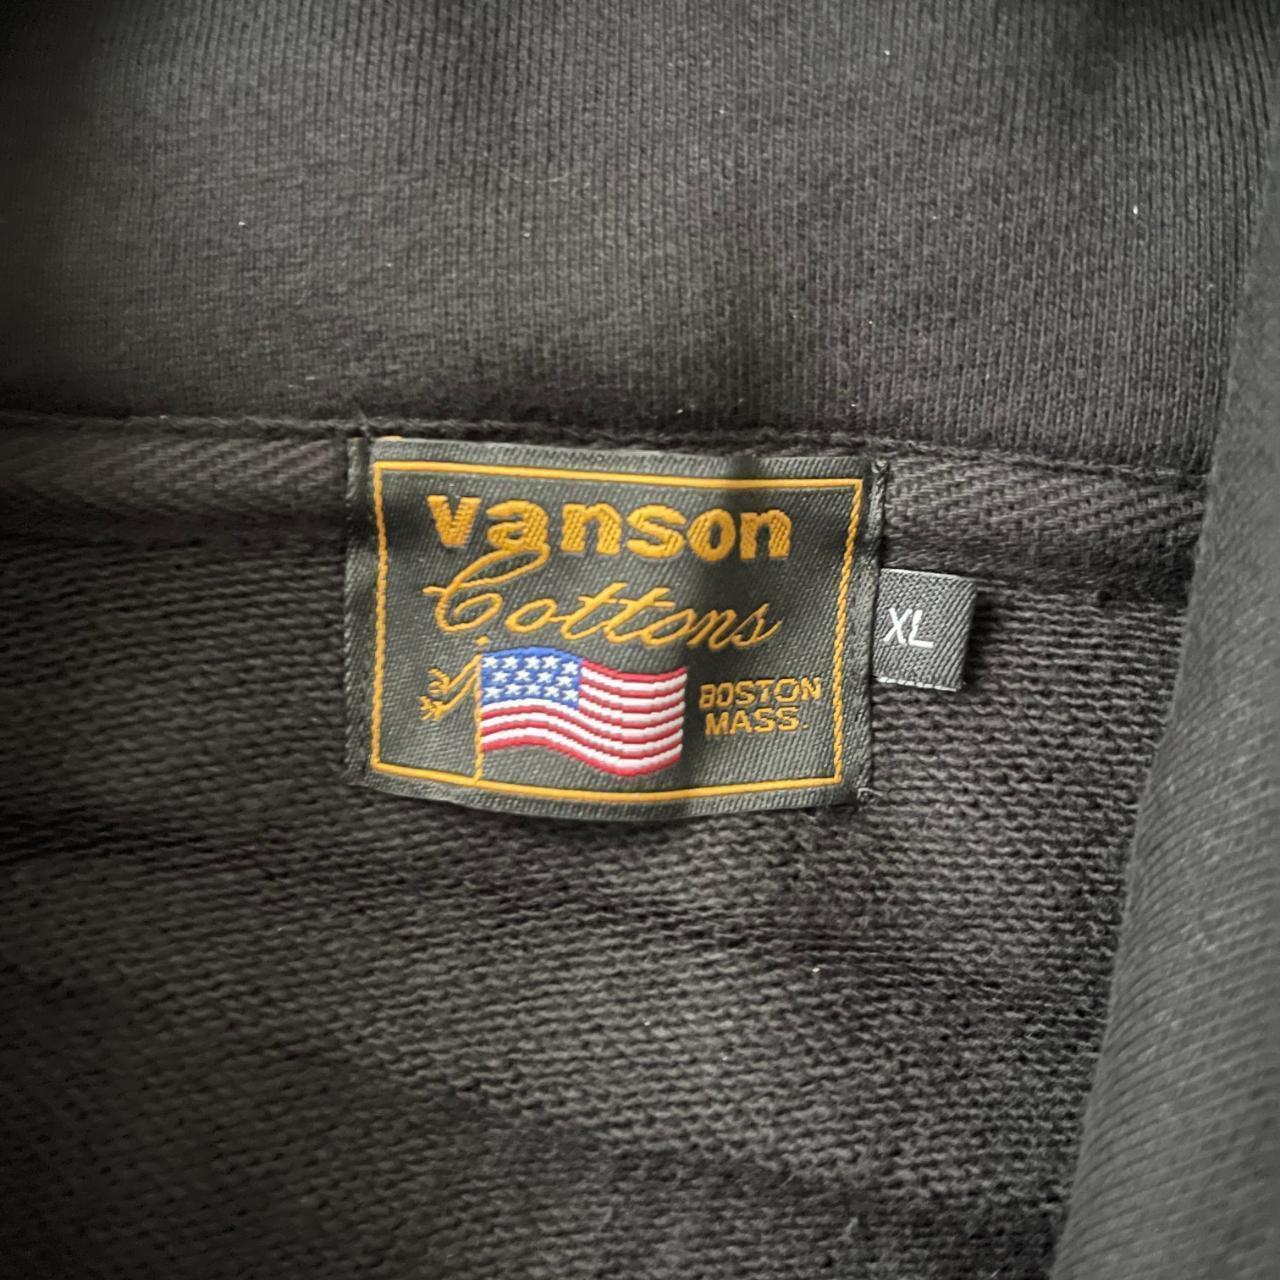 vanson
Cottons
BOSTON
MASS.
XL